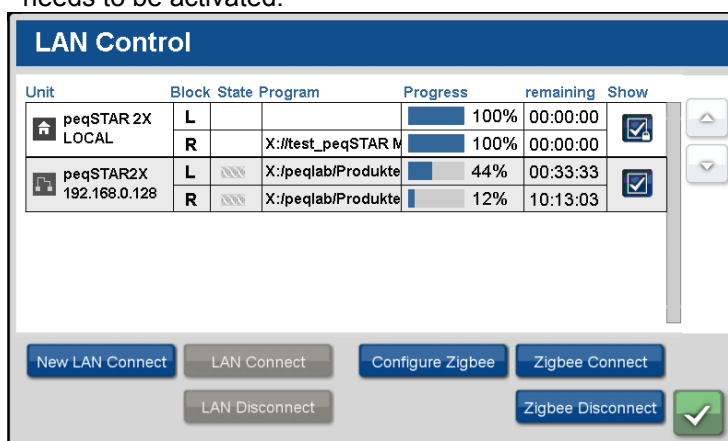 needs to be activated.
LAN Control
Unit Block State Program Progress remaining Show
peqSTAR 2X
LOCAL
L 100% 00:00:00
R X://test_peqSTAR M 100% 00:00:00
peqSTAR2X
192.168.0.128
L X:/peqlab/Produkte 44% 00:33:33
R X:/peqlab/Produkte 12% 10:13:03
New LAN Connect LAN Connect Configure Zigbee Zigbee Connect
LAN Disconnect Zigbee Disconnect